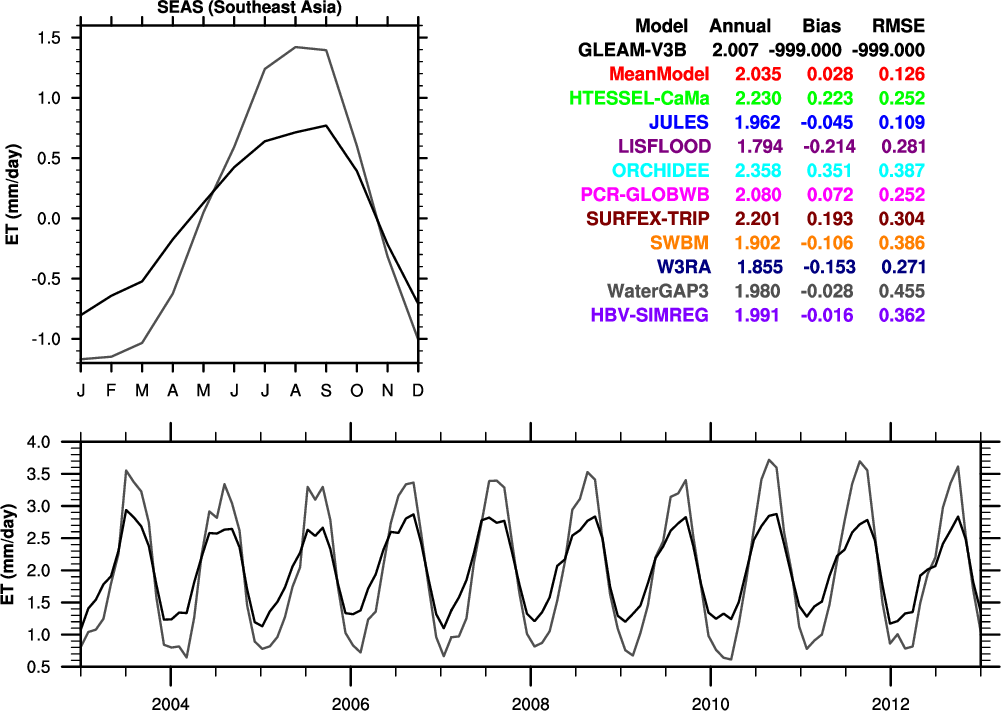 SEAS (Southeast Asia)
Model Annual Bias RMSE
GLEAM-V3B 2.007 -999.000 -999.000
MeanModel 2.035 0.028 0.126
HTESSEL-CaMa 2.230 0.223 0.252
JULES 1.962 -0.045 0.109
LISFLOOD 1.794 -0.214 0.281
ORCHIDEE 2.358 0.351 0.387
PCR-GLOBWB 2.080 0.072 0.252
SURFEX-TRIP 2.201 0.193 0.304
SWBM 1.902 -0.106 0.386
W3RA 1.855 -0.153 0.271
WaterGAP3 1.980 -0.028 0.455
HBV-SIMREG 1.991 -0.016 0.362
ET (mm/day)
1.5
1.0
0.5
0.0
-0.5
-1.0
J F M A M J J A S O N D
ET (mm/day)
4.0
3.5
3.0
2.5
2.0
1.5
1.0
0.5
2004 2006 2008 2010 2012